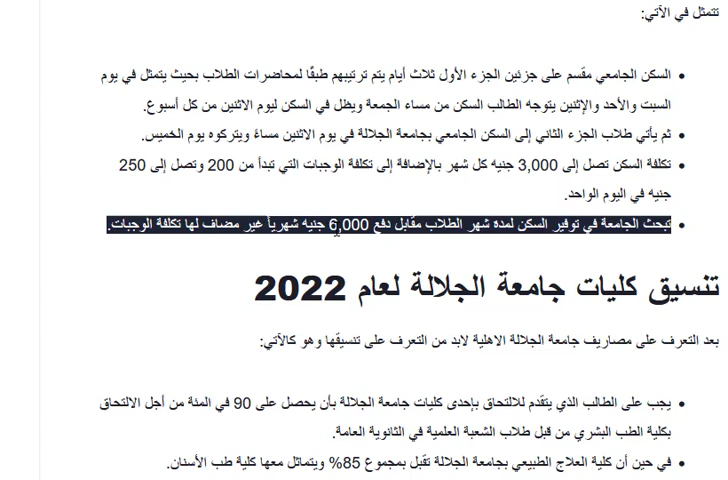 تتمثل في الآتي:
السكن الجامعي مقسم على جزئين الجزء الأول ثلاث أيام يتم ترتيبهم طبقًا لمحاضرات الطلاب بحيث يتمثل في يوم
السبت والأحد والإثنين يتوجه الطالب السكن من مساء الجمعة ويظل في السكن ليوم الاثنين من كل أسبوع.
ثم يأتي طلاب الجزء الثاني إلى السكن الجامعي بجامعة الجلالة في يوم الاثنين مساءً ويتركوه يوم الخميس.
تكلفة السكن تصل إلى 3,000 جنيه كل شهر بالإضافة إلى تكلفة الوجبات التي تبدأ من 200 وتصل إلى 250
جنيه في اليوم الواحد.
تبحث الجامعة في توفير السكن لمدة شهر الطلاب مقابل دفع 6,000 جنيه شهرياً غير مضاف لها تكلفة الوجبات.
تنسيق كليات جامعة الجلالة لعام 2022
بعد التعرف على مصاريف جامعة الجلالة الاهلية لابد من التعرف على تنسيقها وهو كالآتي:
يجب على الطالب الذي يتقدم للالتحاق بإحدى كليات جامعة الجلالة بأن يحصل على 90 في المئة من أجل الالتحاق
بكلية الطب البشري من قبل طلاب الشعبة العلمية في الثانوية العامة.
في حين أن كلية العلاج الطبيعي بجامعة الجلالة تقبل بمجموع 85% ويتماثل معها كلية طب الأسنان.